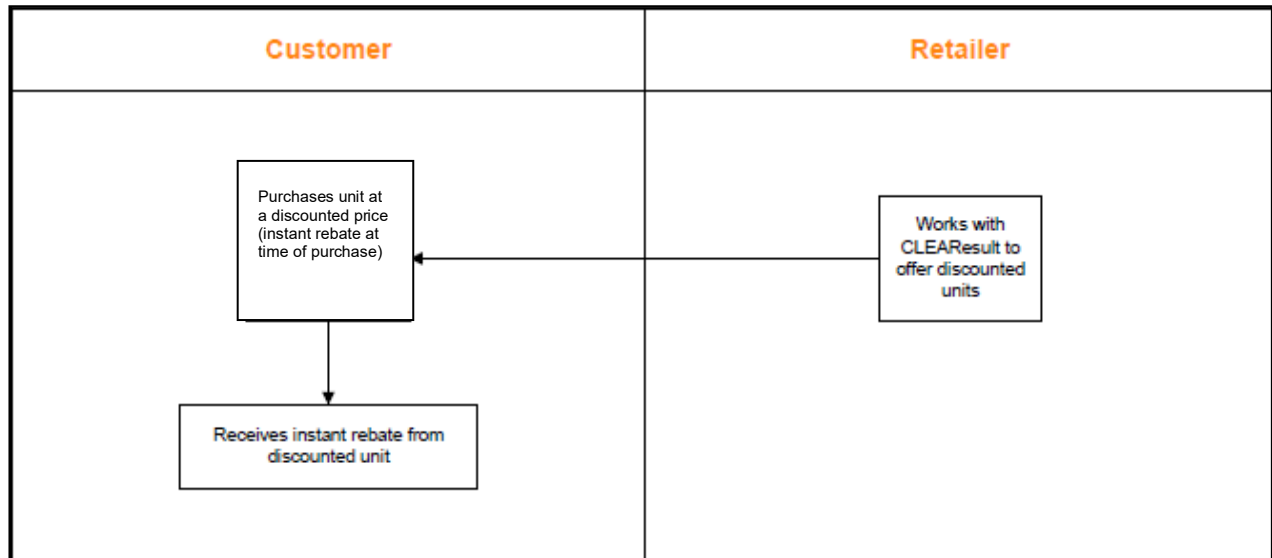 Customer
Retailer
Purchases unit at
a discounted price
(instant rebate at
time of purchase)
Works with
CLEAResult to
offer discounted
units
Receives instant rebate from
discounted unit